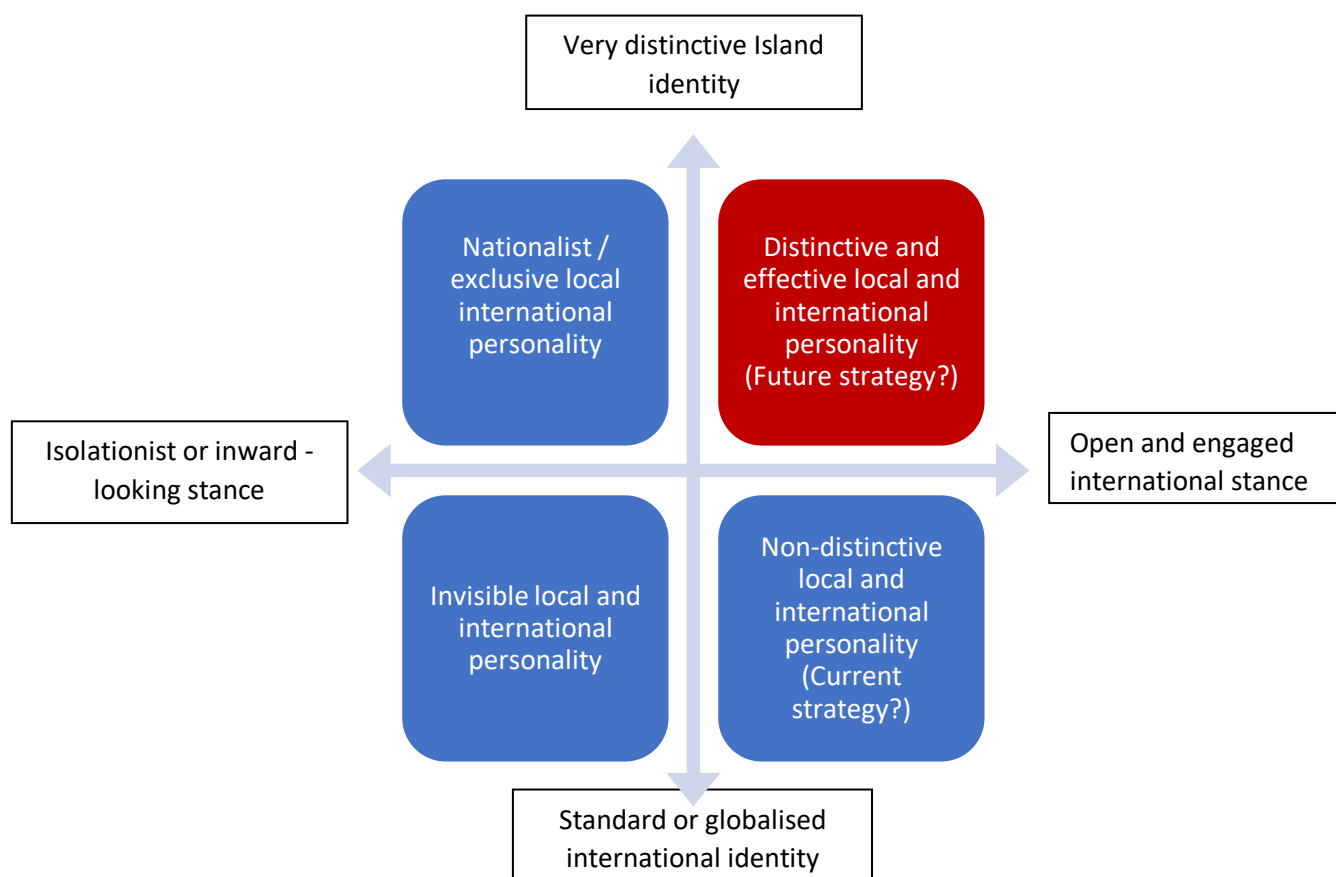 Very distinctive Island
identity
Nationalist /
exclusive local
international
personality
Distinctive and
effective local and
international
personality
(Future strategy?)
Isolationist or inward -
looking stance
Open and engaged
international stance
Invisible local and
international
personality
Non-distinctive
local and
international
personality
(Current
strategy?)
Standard or globalised
international identity